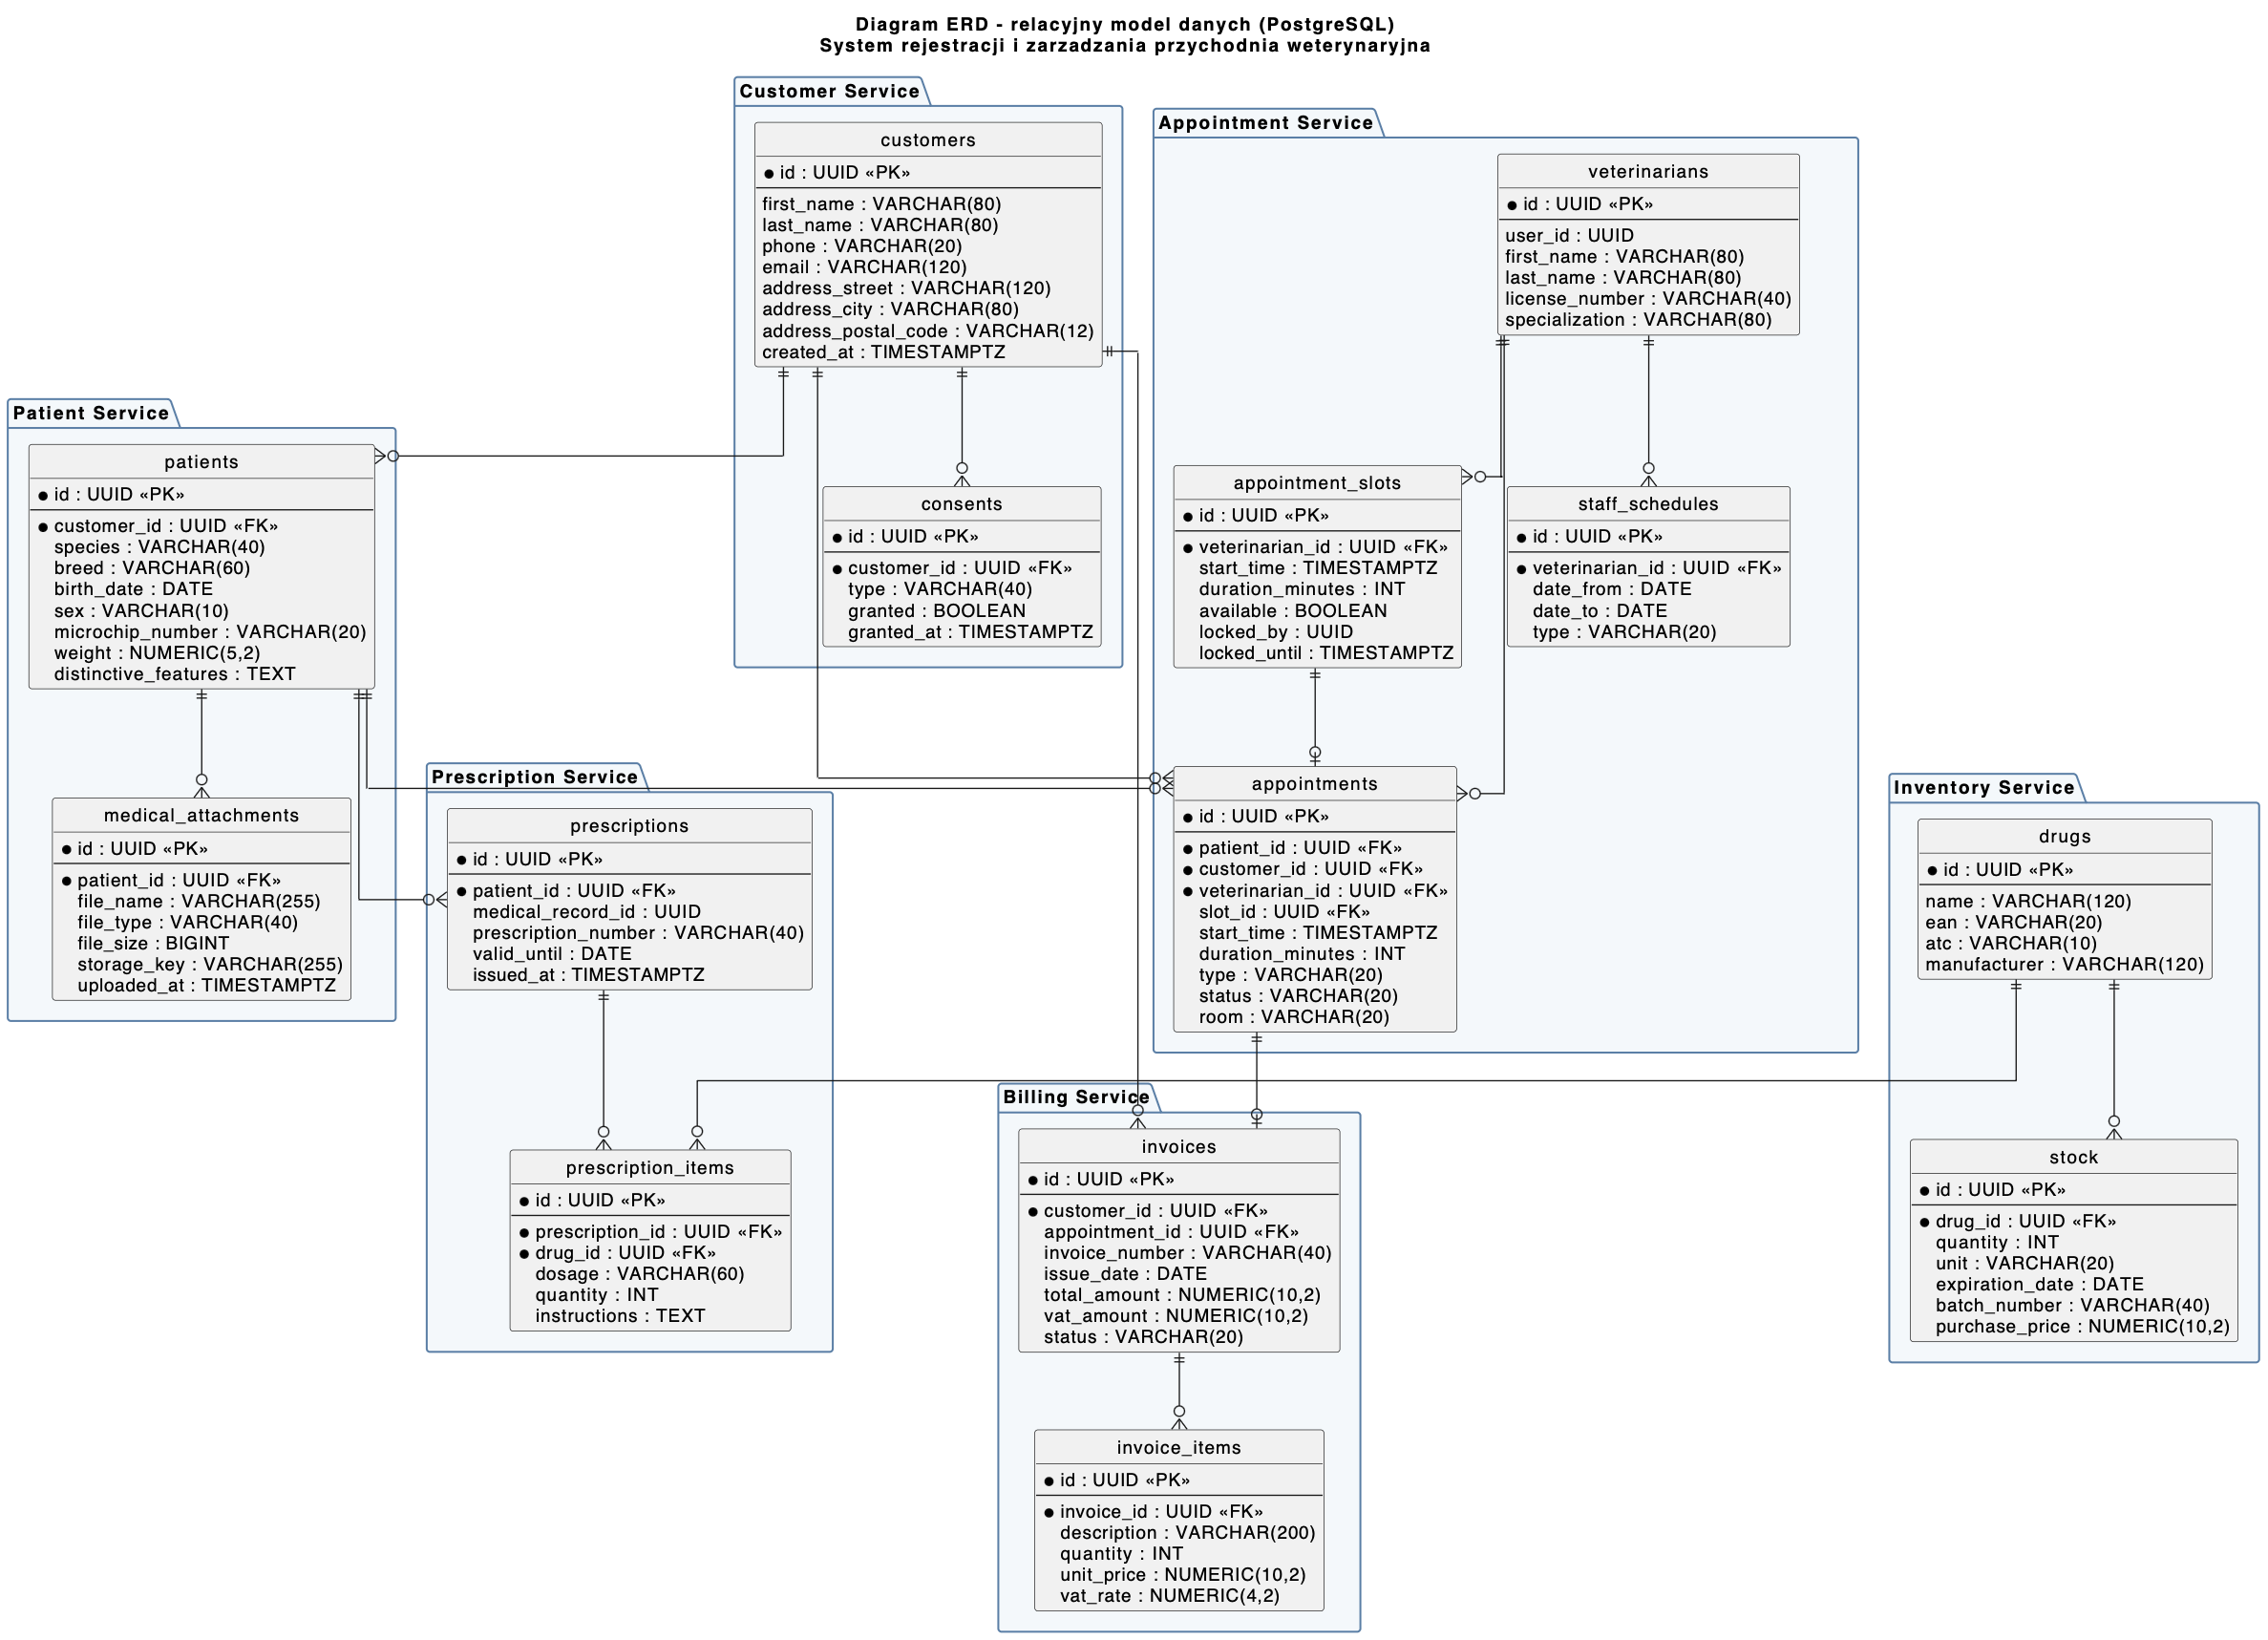 Diagram ERD - relacyjny model danych (PostgreSQL)
System rejestracji i zarzadzania przychodnia weterynaryjna
Customer Service
customers
id : UUID «PK»
first_name : VARCHAR(80)
last_name : VARCHAR(80)
phone : VARCHAR(20)
email : VARCHAR(120)
address_street : VARCHAR(120)
address_city : VARCHAR(80)
address_postal_code : VARCHAR(12)
created_at : TIMESTAMPTZ
consents
id : UUID «PK»
customer_id : UUID «FK»
type : VARCHAR(40)
granted : BOOLEAN
granted_at : TIMESTAMPTZ
Appointment Service
veterinarians
id : UUID «PK»
user_id : UUID
first_name : VARCHAR(80)
last_name : VARCHAR(80)
license_number : VARCHAR(40)
specialization : VARCHAR(80)
appointment_slots
id : UUID «PK»
veterinarian_id : UUID «FK»
start_time : TIMESTAMPTZ
duration_minutes : INT
available : BOOLEAN
locked_by : UUID
locked_until : TIMESTAMPTZ
staff_schedules
id : UUID «PK»
veterinarian_id : UUID «FK»
date_from : DATE
date_to : DATE
type : VARCHAR(20)
appointments
id : UUID «PK»
patient_id : UUID «FK»
customer_id : UUID «FK»
veterinarian_id : UUID «FK»
slot_id : UUID «FK»
start_time : TIMESTAMPTZ
duration_minutes : INT
type : VARCHAR(20)
status : VARCHAR(20)
room : VARCHAR(20)
Patient Service
patients
id : UUID «PK»
customer_id : UUID «FK»
species : VARCHAR(40)
breed : VARCHAR(60)
birth_date : DATE
sex : VARCHAR(10)
microchip_number : VARCHAR(20)
weight : NUMERIC(5,2)
distinctive_features : TEXT
medical_attachments
id : UUID «PK»
patient_id : UUID «FK»
file_name : VARCHAR(255)
file_type : VARCHAR(40)
file_size : BIGINT
storage_key : VARCHAR(255)
uploaded_at : TIMESTAMPTZ
Prescription Service
prescriptions
id : UUID «PK»
patient_id : UUID «FK»
medical_record_id : UUID
prescription_number : VARCHAR(40)
valid_until : DATE
issued_at : TIMESTAMPTZ
prescription_items
id : UUID «PK»
prescription_id : UUID «FK»
drug_id : UUID «FK»
dosage : VARCHAR(60)
quantity : INT
instructions : TEXT
Billing Service
invoices
id : UUID «PK»
customer_id : UUID «FK»
appointment_id : UUID «FK»
invoice_number : VARCHAR(40)
issue_date : DATE
total_amount : NUMERIC(10,2)
vat_amount : NUMERIC(10,2)
status : VARCHAR(20)
invoice_items
id : UUID «PK»
invoice_id : UUID «FK»
description : VARCHAR(200)
quantity : INT
unit_price : NUMERIC(10,2)
vat_rate : NUMERIC(4,2)
Inventory Service
drugs
id : UUID «PK»
name : VARCHAR(120)
ean : VARCHAR(20)
atc : VARCHAR(10)
manufacturer : VARCHAR(120)
stock
id : UUID «PK»
drug_id : UUID «FK»
quantity : INT
unit : VARCHAR(20)
expiration_date : DATE
batch_number : VARCHAR(40)
purchase_price : NUMERIC(10,2)